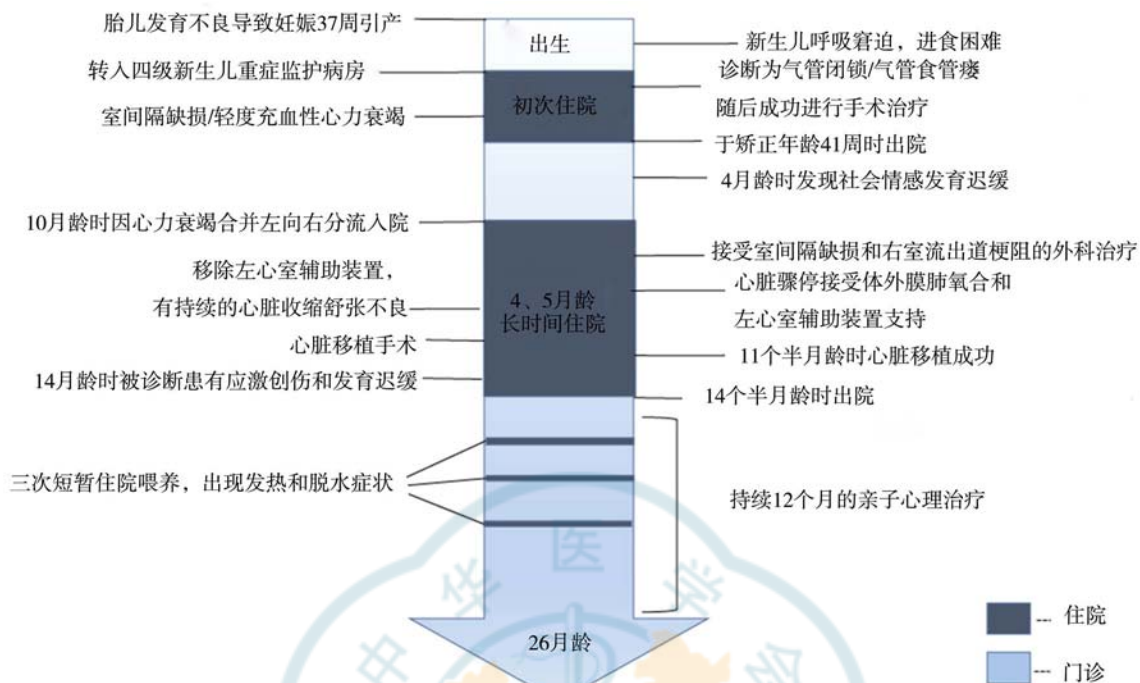 胎儿发育不良导致妊娠37周引产
出生
新生儿呼吸窘迫，进食困难
转入四级新生儿重症监护病房
诊断为气管闭锁/气管食管瘘
初次住院
随后成功进行手术治疗
室间隔缺损/轻度充血性心力衰竭
于矫正年龄41周时出院
4月龄时发现社会情感发育迟缓
10月龄时因心力衰竭合并左向右分流入院
接受室间隔缺损和右室流出道梗阻的外科治疗
移除左心室辅助装置，
有持续的心脏收缩舒张不良
4、5月龄
长时间住院
心脏骤停接受体外膜肺氧合和
左心室辅助装置支持
心脏移植手术
11个半月龄时心脏移植成功
14月龄时被诊断患有应激创伤和发育迟缓
14个半月龄时出院
三次短暂住院喂养，出现发热和脱水症状
持续12个月的亲子心理治疗
26月龄
住院
门诊
中华医学会